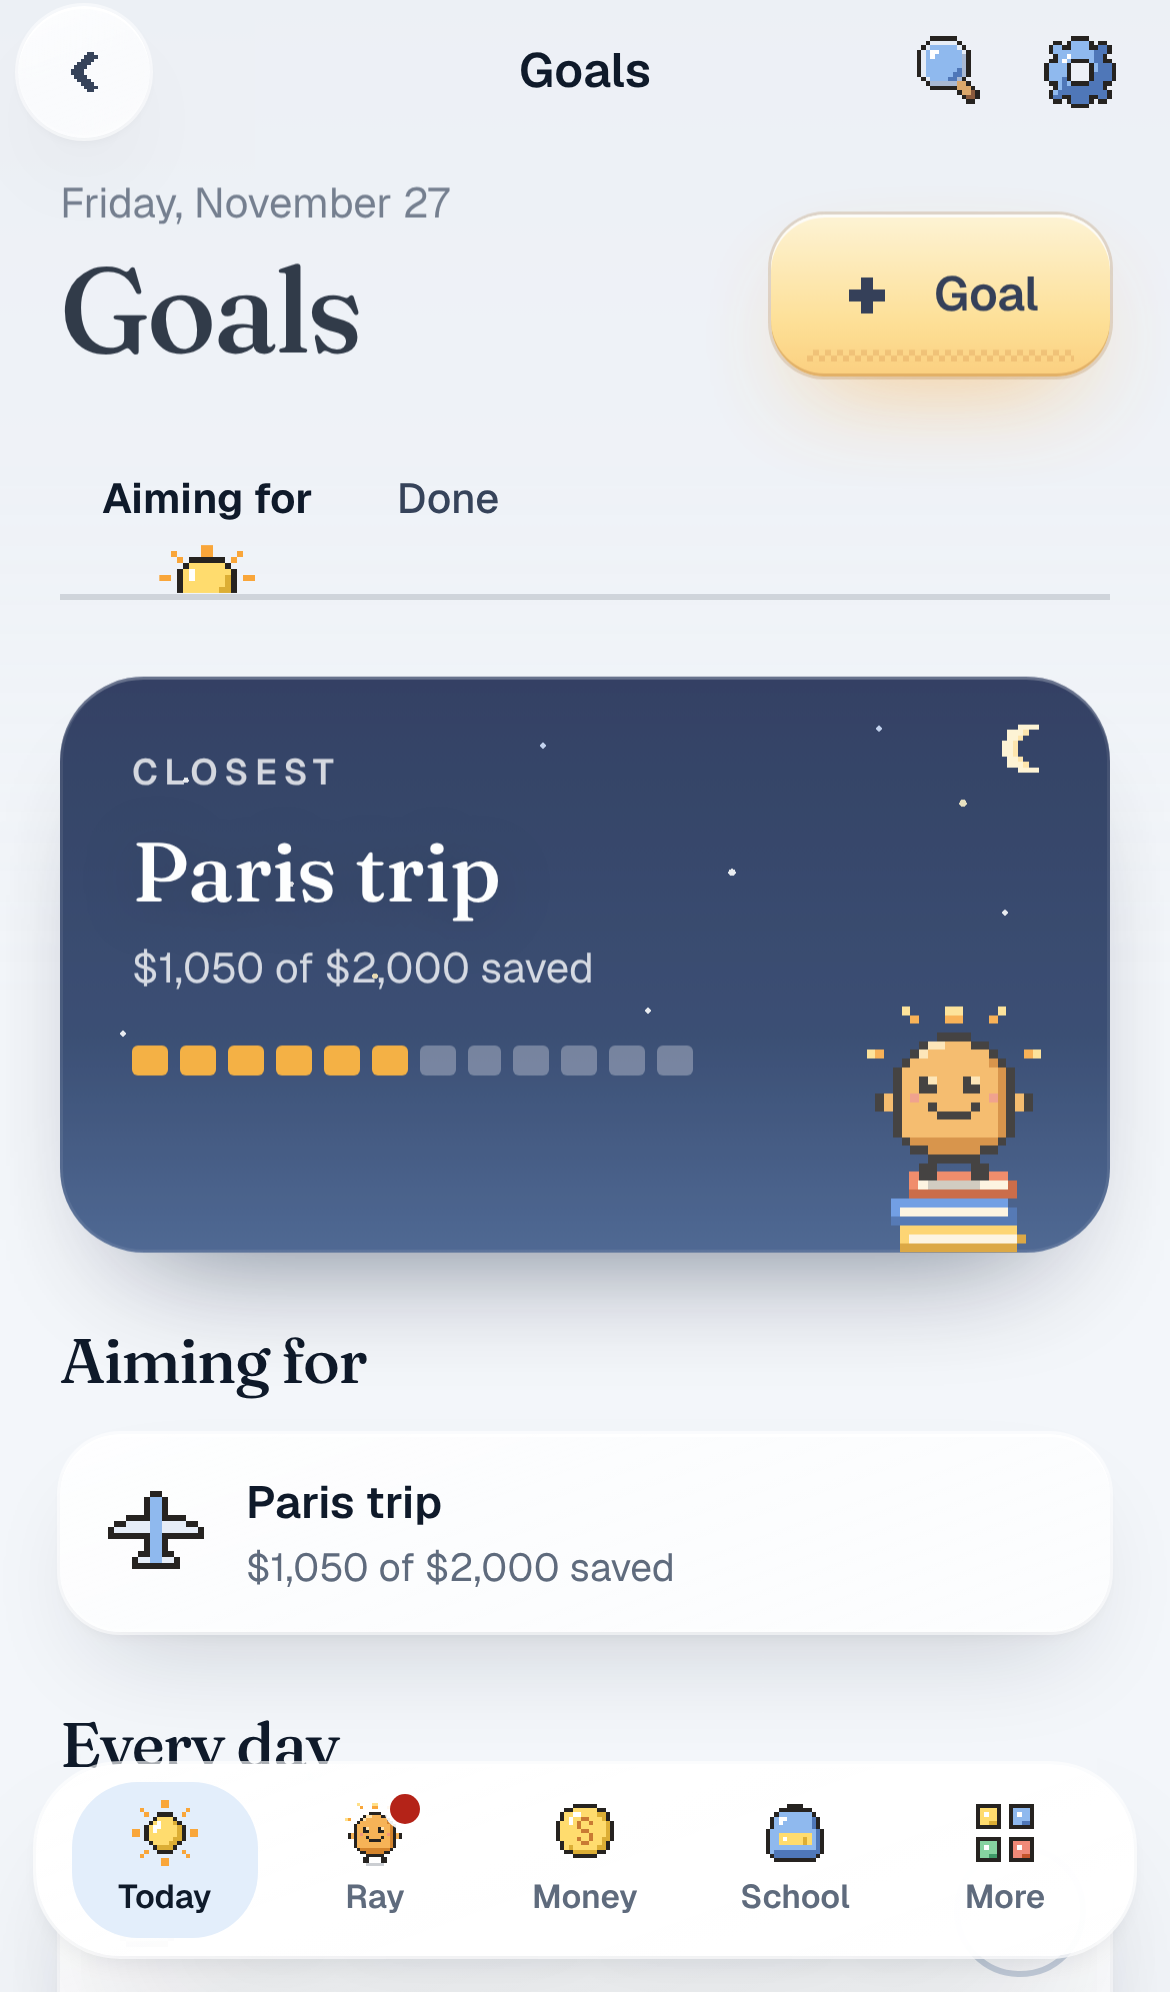 Goals
Friday, November 27
Goals
Goal
Aiming for
Done
CLOSEST
Paris trip
$1,050 of $2,000 saved
Aiming for
Paris trip
$1,050 of $2,000 saved
Every day
Today
Ray
Money
School
More